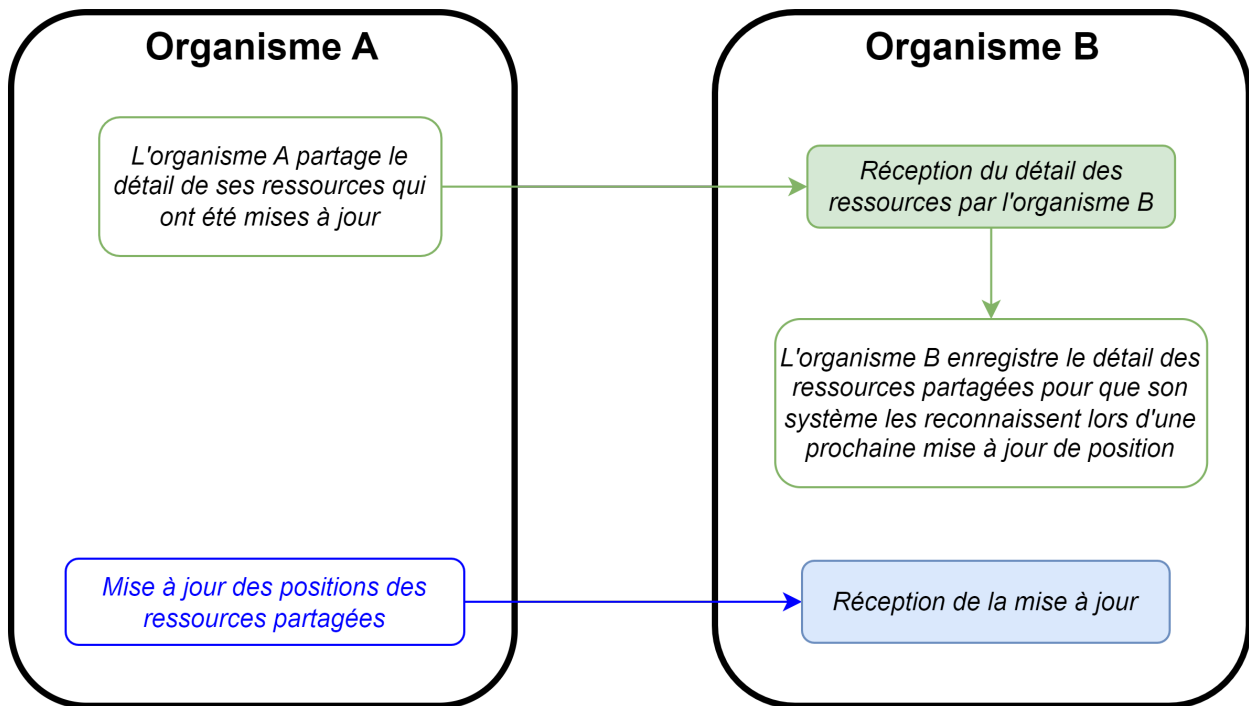 Organisme A
Organisme B
L'organisme A partage le
détail de ses ressources qui
ont été mises à jour
Réception du détail des
ressources par l'organisme B
L'organisme B enregistre le détail des
ressources partagées pour que son
système les reconnaissent lors d'une
prochaine mise à jour de position
Mise à jour des positions des
ressources partagées
Réception de la mise à jour